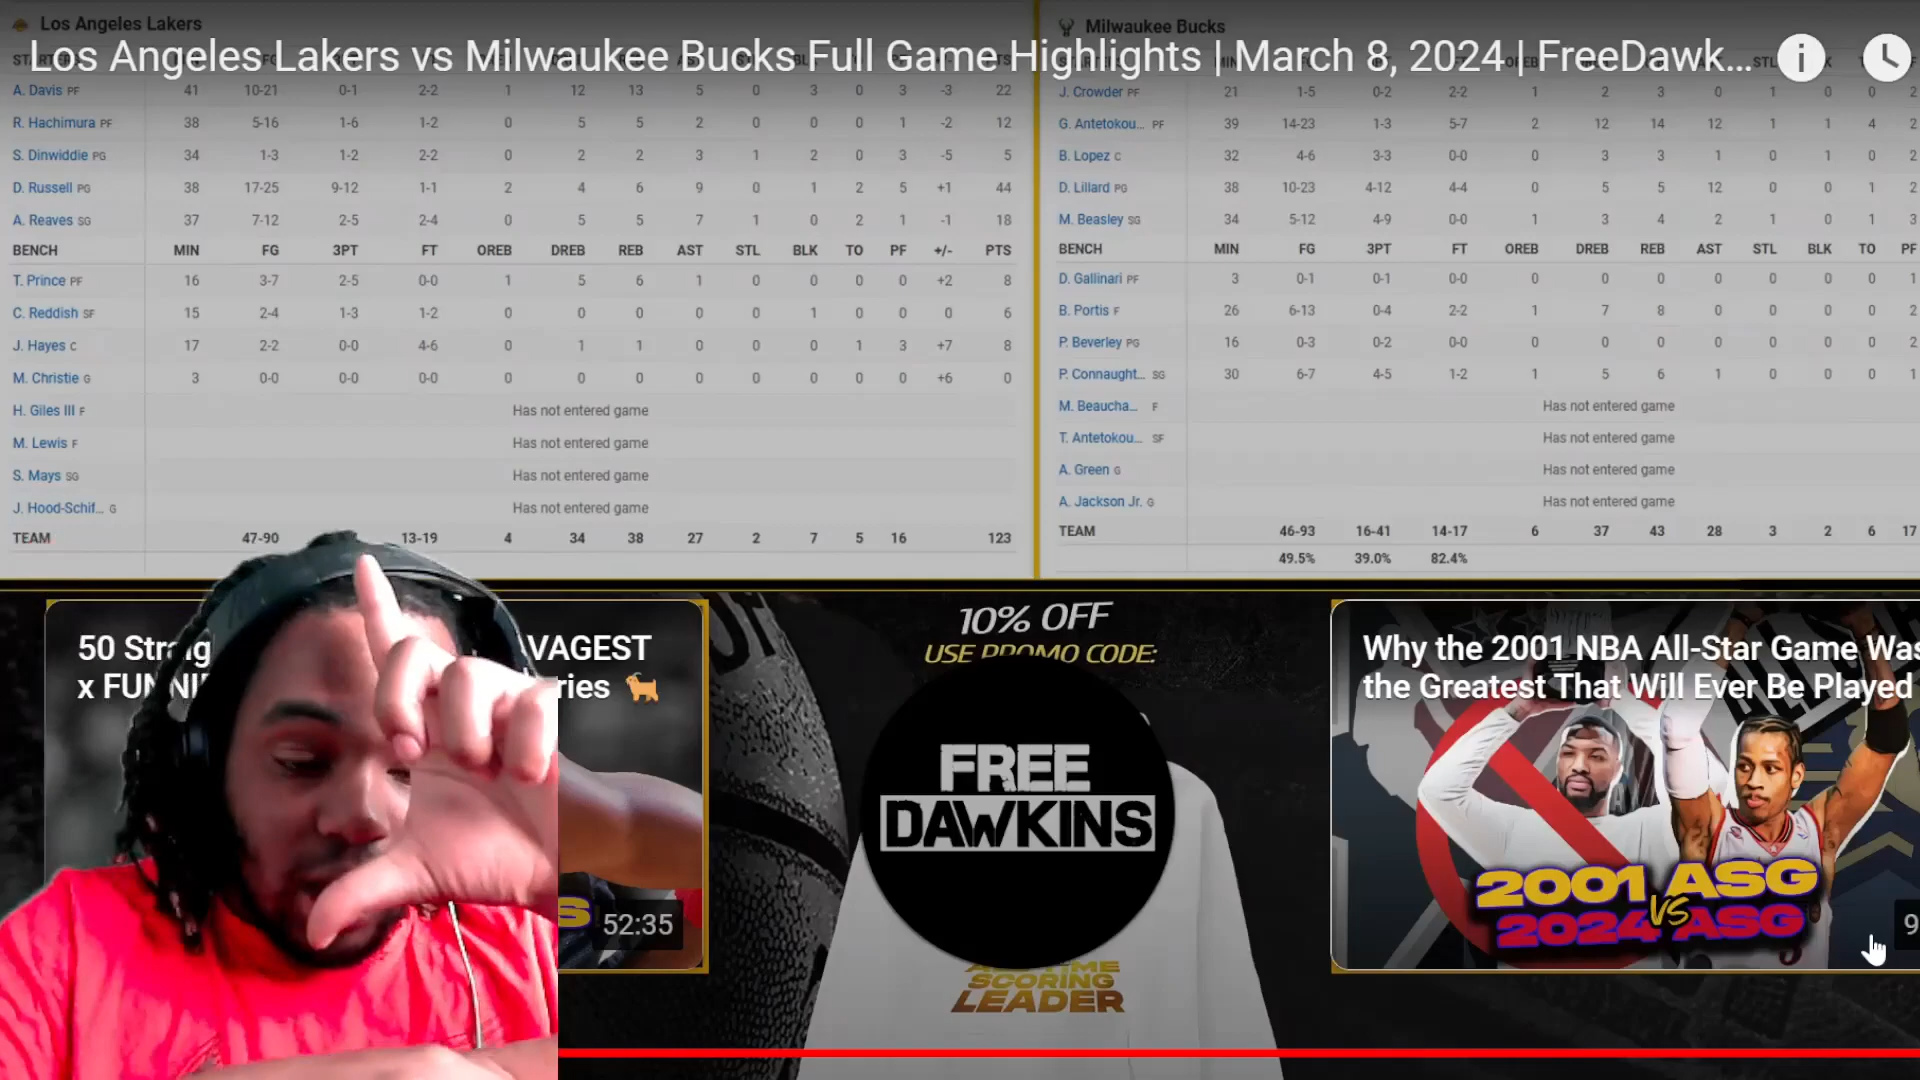 Los Angeles Lakers
Milwaukee Bucks
Los Angeles Lakers vs Milwaukee Bucks Full Game Highlights | March 8, 2024 | FreeDawk...
A. Davis PF 41 10-21 0-1 2-2 1 12 13 5 0 3 0 3 -3 22
R. Hachimura PF 38 5-16 1-6 1-2 0 5 5 2 0 0 0 1 -2 12
S. Dinwiddie PG 34 1-3 1-2 2-2 0 2 2 3 1 2 0 3 -5 5
D. Russell PG 38 17-25 9-12 1-1 2 4 6 9 0 1 2 5 +1 44
A. Reaves SG 37 7-12 2-5 2-4 0 5 5 7 1 0 2 1 -1 18
BENCH MIN FG 3PT FT OREB DREB REB AST STL BLK TO PF +/- PTS
T. Prince PF 16 3-7 2-5 0-0 1 5 6 1 0 0 0 0 +2 8
C. Reddish SF 15 2-4 1-3 1-2 0 0 0 0 0 1 0 0 0 6
J. Hayes C 17 2-2 0-0 4-6 0 1 1 0 0 0 1 3 +7 8
M. Christie G 3 0-0 0-0 0-0 0 0 0 0 0 0 0 0 +6 0
H. Giles III F Has not entered game
M. Lewis F Has not entered game
S. Mays SG Has not entered game
J. Hood-Schif... G Has not entered game
TEAM 47-90 13-19 4 34 38 27 2 7 5 16 123
J. Crowder PF 21 1-5 0-2 2-2 1 2 3 0 1 0 0 2
G. Antetokou... PF 39 14-23 1-3 5-7 2 12 14 12 1 1 4 2
B. Lopez C 32 4-6 3-3 0-0 0 3 3 1 0 1 0 2
D. Lillard PG 38 10-23 4-12 4-4 0 5 5 12 0 0 1 2
M. Beasley SG 34 5-12 4-9 0-0 1 3 4 2 1 0 1 3
BENCH MIN FG 3PT FT OREB DREB REB AST STL BLK TO PF
D. Gallinari PF 3 0-1 0-1 0-0 0 0 0 0 0 0 0 1
B. Portis F 26 6-13 0-4 2-2 1 7 8 0 0 0 0 2
P. Beverley PG 16 0-3 0-2 0-0 0 0 0 0 0 0 0 2
P. Connaught... SG 30 6-7 4-5 1-2 1 5 6 1 0 0 0 1
M. Beaucha... F Has not entered game
T. Antetokou... SF Has not entered game
A. Green G Has not entered game
A. Jackson Jr. G Has not entered game
TEAM 46-93 16-41 14-17 6 37 43 28 3 2 6 17
49.5% 39.0% 82.4%
50 VAGEST
x
52:35
10% OFF
USE PROMO CODE:
FREE
DAWKINS
SCORING
LEADER
Why the 2001 NBA All-Star Game Was
the Greatest That Will Ever Be Played
2001 ASG
VS
2024 ASG
9